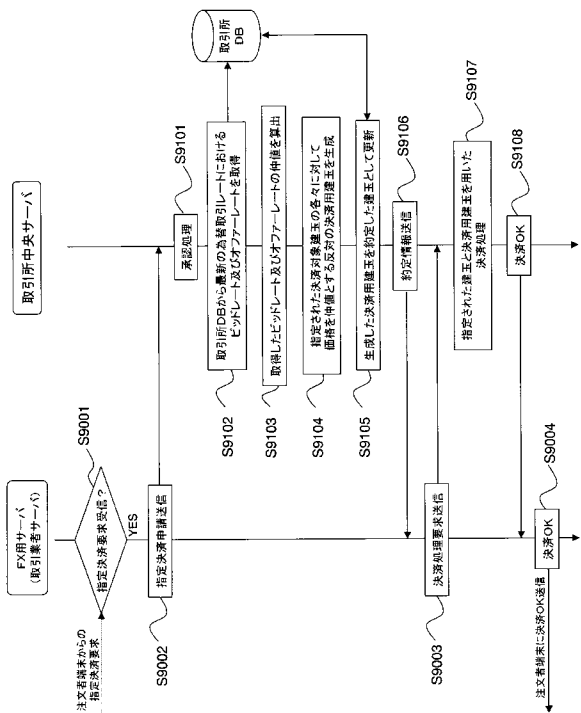 FX用サーバ
(取引業者サーバ)
取引所中央サーバ
注文者端末からの
指定決済要求
指定決済要求受信?
S9001
YES
指定決済申請送信
S9002
承認処理
S9101
取引所DBから最新の為替取引レートにおける
ビッドレート及びオファーレートを取得
S9102
取引所
DB
取得したビッドレート及びオファーレートの仲値を算出
S9103
指定された決済対象建玉の各々に対して
価格を仲値とする反対の決済用建玉を生成
S9104
生成した決済用建玉を約定した建玉として更新
S9105
約定情報送信
S9106
決済処理要求送信
S9003
指定された建玉と決済用建玉を用いた
決済処理
S9107
決済OK
S9108
決済OK
S9004
注文者端末に決済OK送信